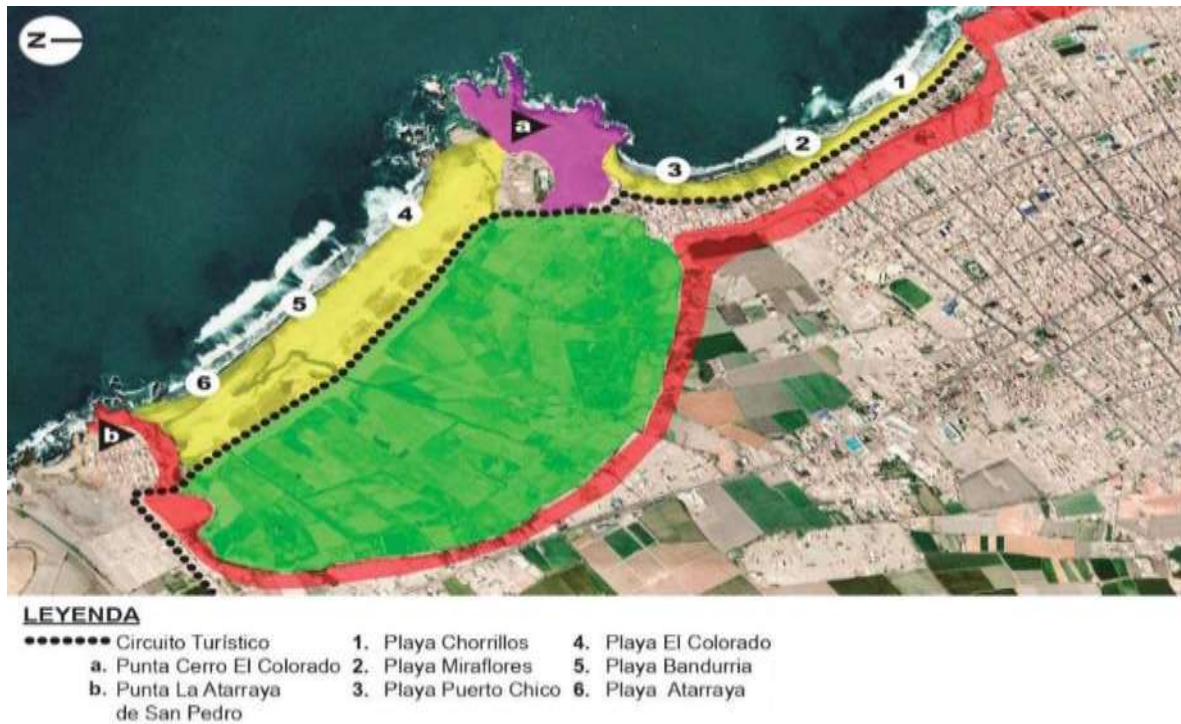 N
a
1
2
3
4
5
6
b
LEYENDA
Circuito Turístico
a. Punta Cerro El Colorado
b. Punta La Atarraya
de San Pedro
1. Playa Chorrillos
2. Playa Miraflores
3. Playa Puerto Chico
4. Playa El Colorado
5. Playa Bandurria
6. Playa Atarraya